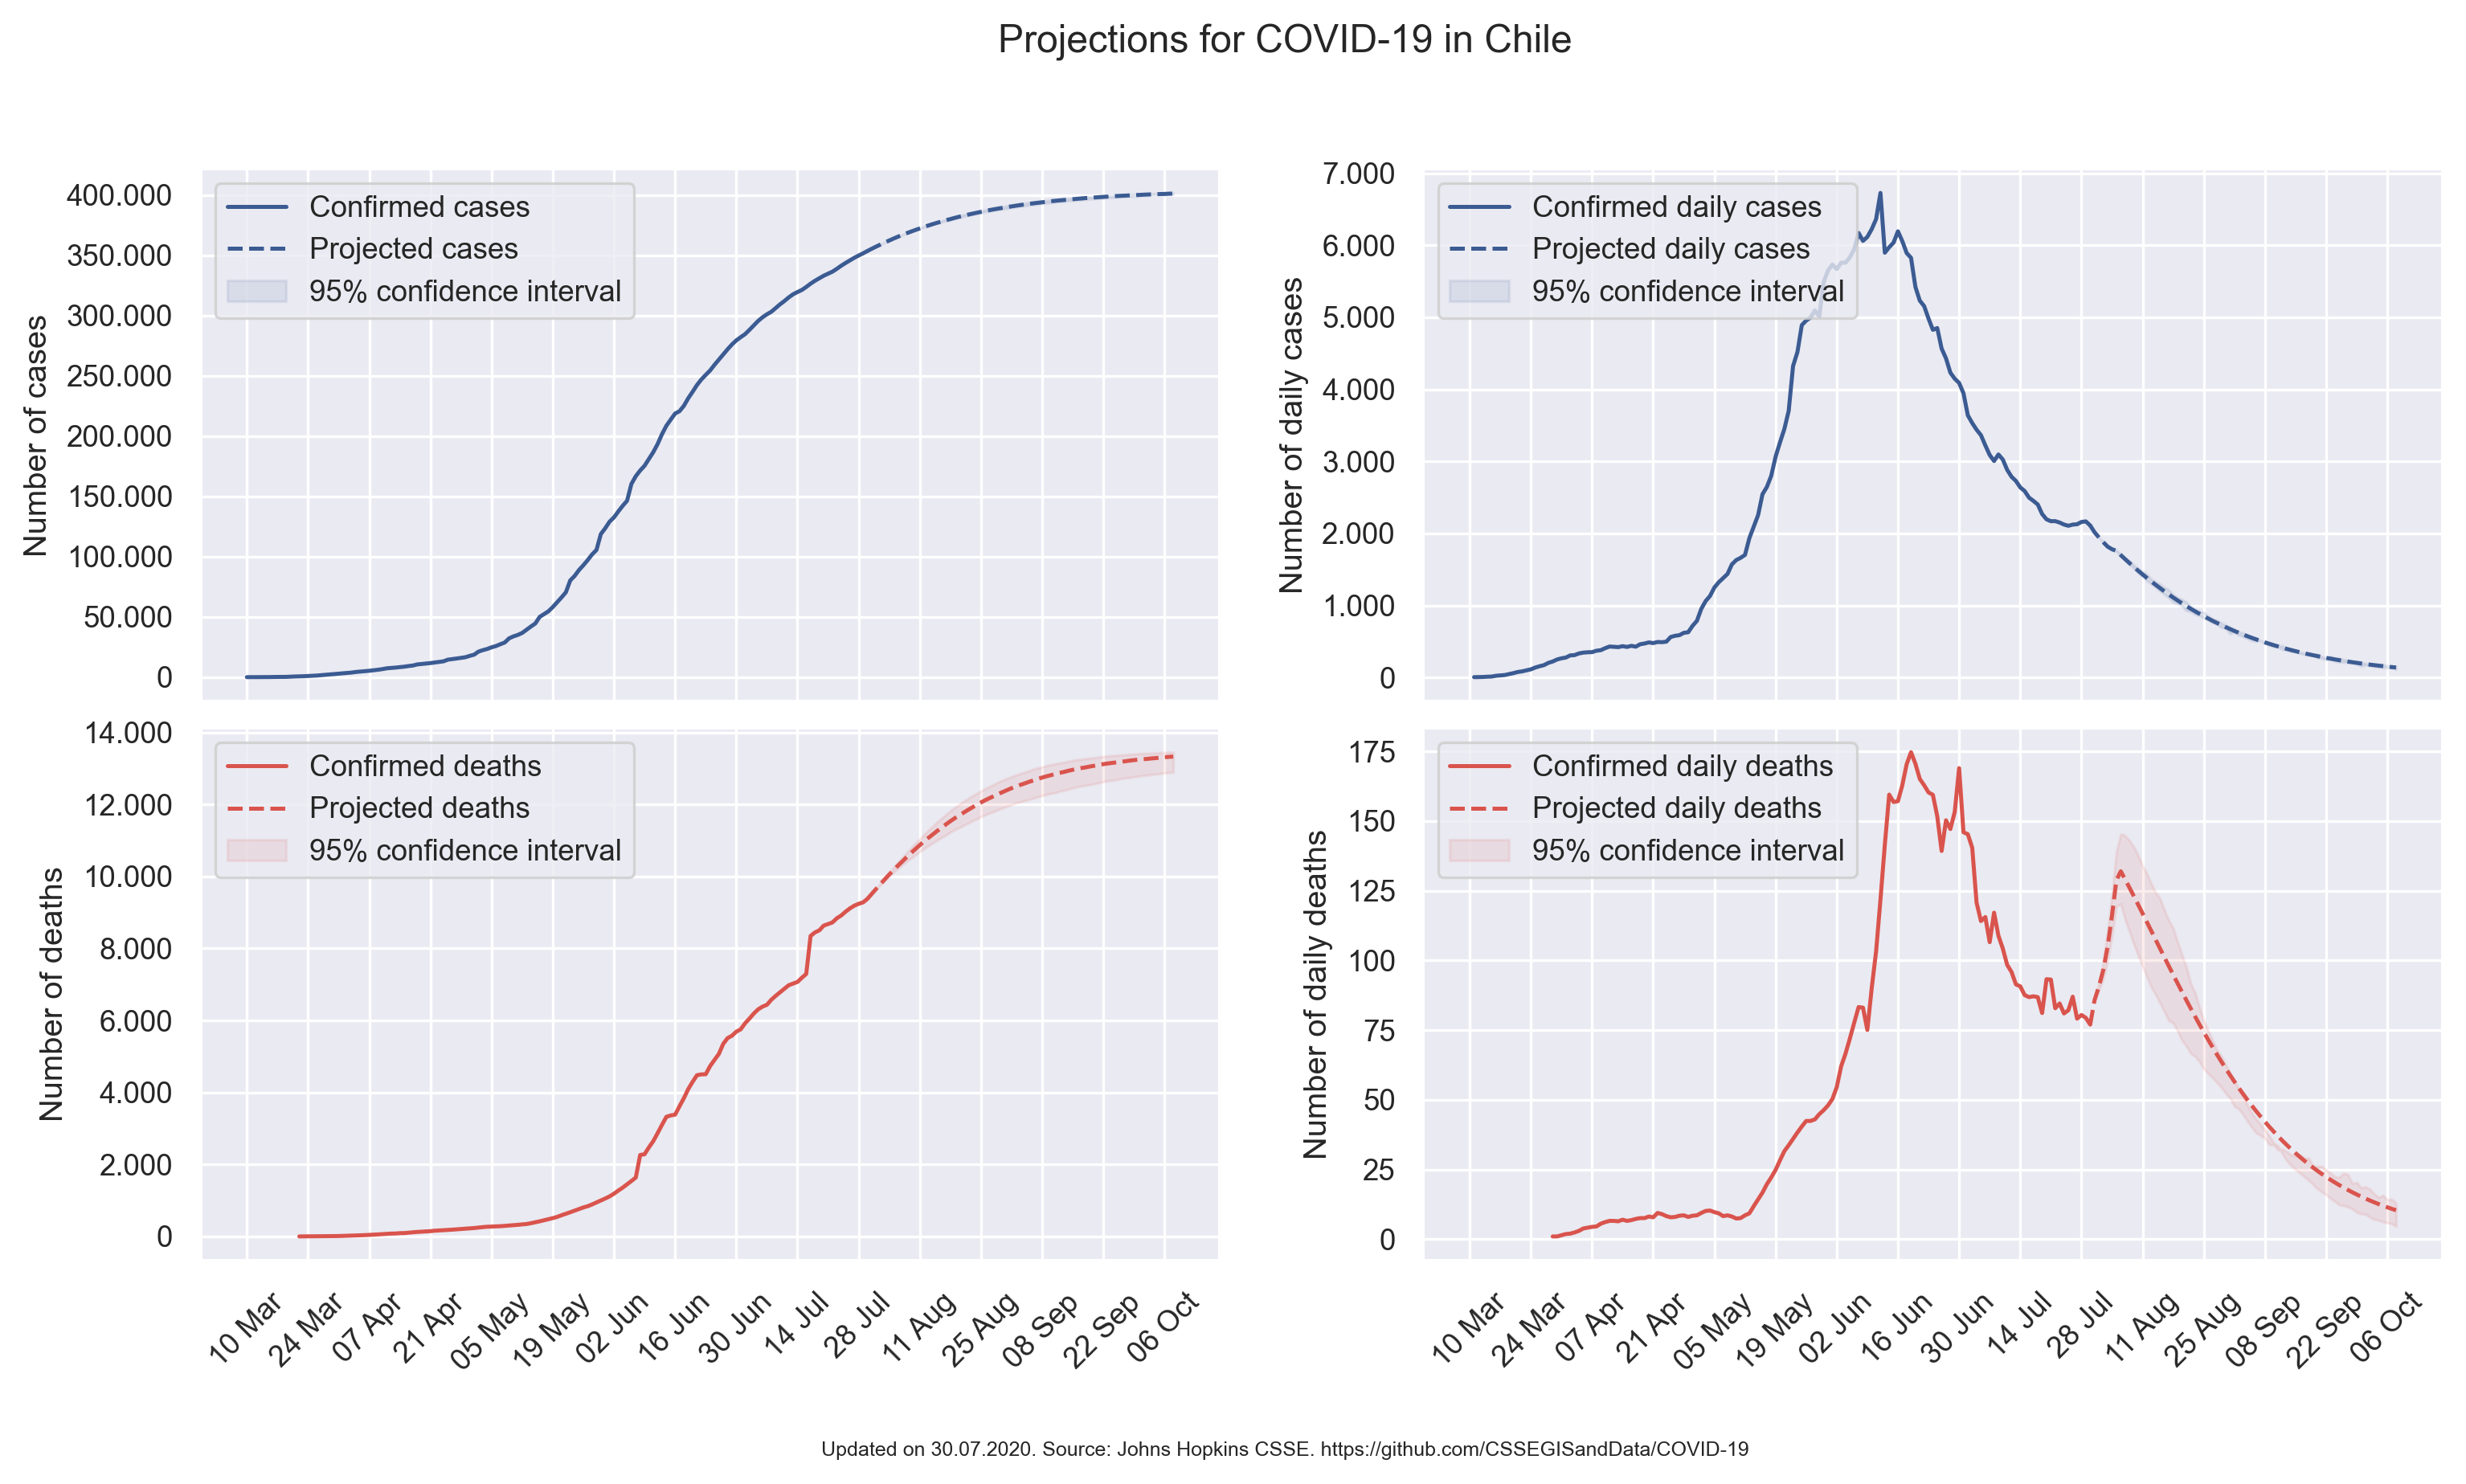 Projections for COVID-19 in Chile
Number of cases
400.000
350.000
300.000
250.000
200.000
150.000
100.000
50.000
0
Confirmed cases
Projected cases
95% confidence interval
Number of daily cases
7.000
6.000
5.000
4.000
3.000
2.000
1.000
0
Confirmed daily cases
Projected daily cases
95% confidence interval
Number of deaths
14.000
12.000
10.000
8.000
6.000
4.000
2.000
0
Confirmed deaths
Projected deaths
95% confidence interval
10 Mar
24 Mar
07 Apr
21 Apr
05 May
19 May
02 Jun
16 Jun
30 Jun
14 Jul
28 Jul
11 Aug
25 Aug
08 Sep
22 Sep
06 Oct
Number of daily deaths
175
150
125
100
75
50
25
0
Confirmed daily deaths
Projected daily deaths
95% confidence interval
10 Mar
24 Mar
07 Apr
21 Apr
05 May
19 May
02 Jun
16 Jun
30 Jun
14 Jul
28 Jul
11 Aug
25 Aug
08 Sep
22 Sep
06 Oct
Updated on 30.07.2020. Source: Johns Hopkins CSSE. https://github.com/CSSEGISandData/COVID-19